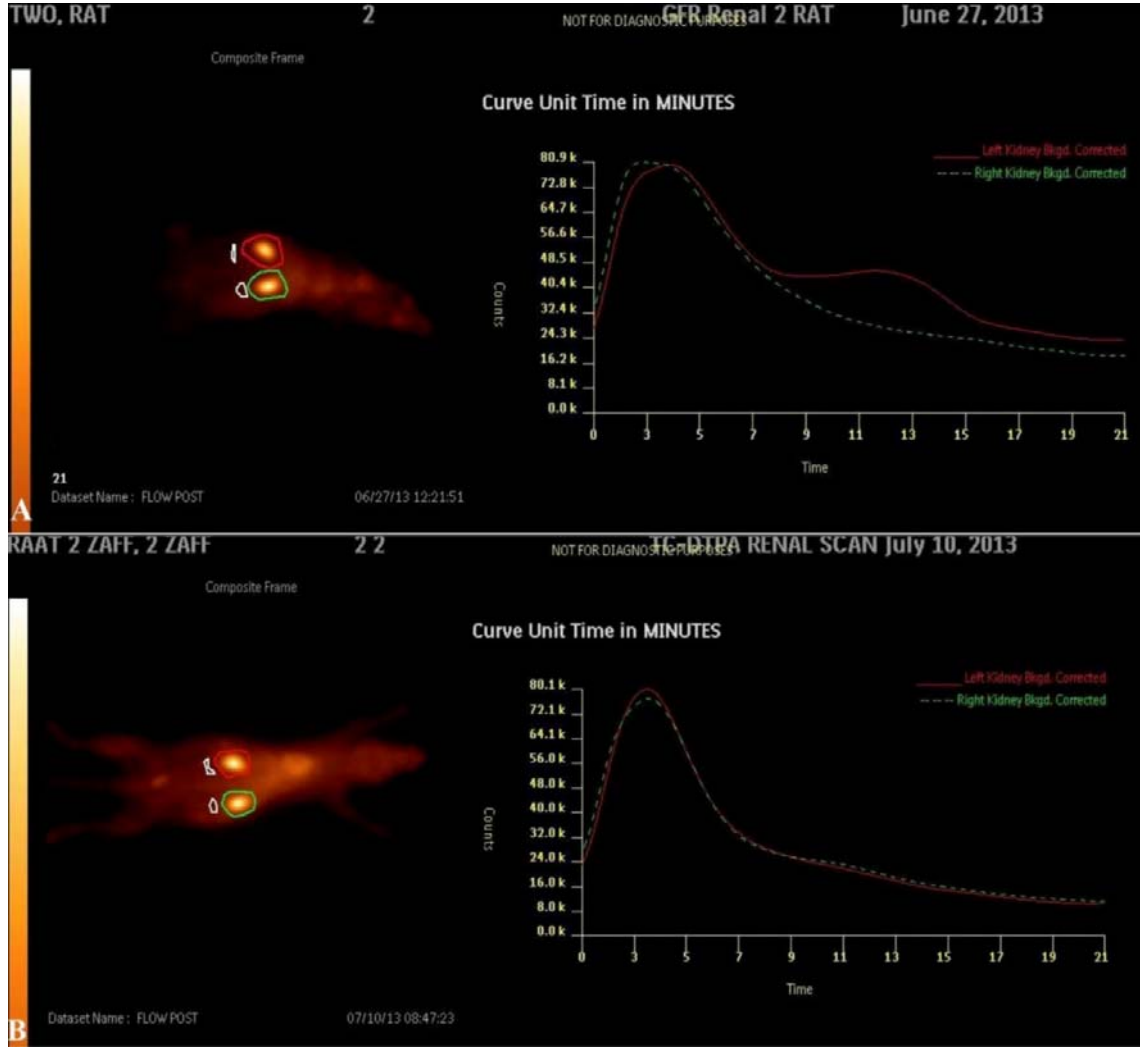 TWO, RAT 2 NOT FOR DIAGNOSTIC PURPOSES GFR Renal 2 RAT June 27, 2013
Composite Frame
Curve Unit Time in MINUTES
Left Kidney Bkgd. Corrected
Right Kidney Bkgd. Corrected
80.9 k
72.8 k
64.7 k
56.6 k
48.5 k
40.4 k
32.4 k
24.3 k
16.2 k
8.1 k
0.0 k
Counts
0 3 5 7 9 11 13 15 17 19 21
Time
21
Dataset Name : FLOW POST 06/27/13 12:21:51
A
RAAT 2 ZAFF, 2 ZAFF 2 2 NOT FOR DIAGNOSTIC PURPOSES TC-DTPA RENAL SCAN July 10, 2013
Composite Frame
Curve Unit Time in MINUTES
Left Kidney Bkgd. Corrected
Right Kidney Bkgd. Corrected
80.1 k
72.1 k
64.1 k
56.0 k
48.0 k
40.0 k
32.0 k
24.0 k
16.0 k
8.0 k
0.0 k
Counts
0 3 5 7 9 11 13 15 17 19 21
Time
Dataset Name : FLOW POST 07/10/13 08:47:23
B